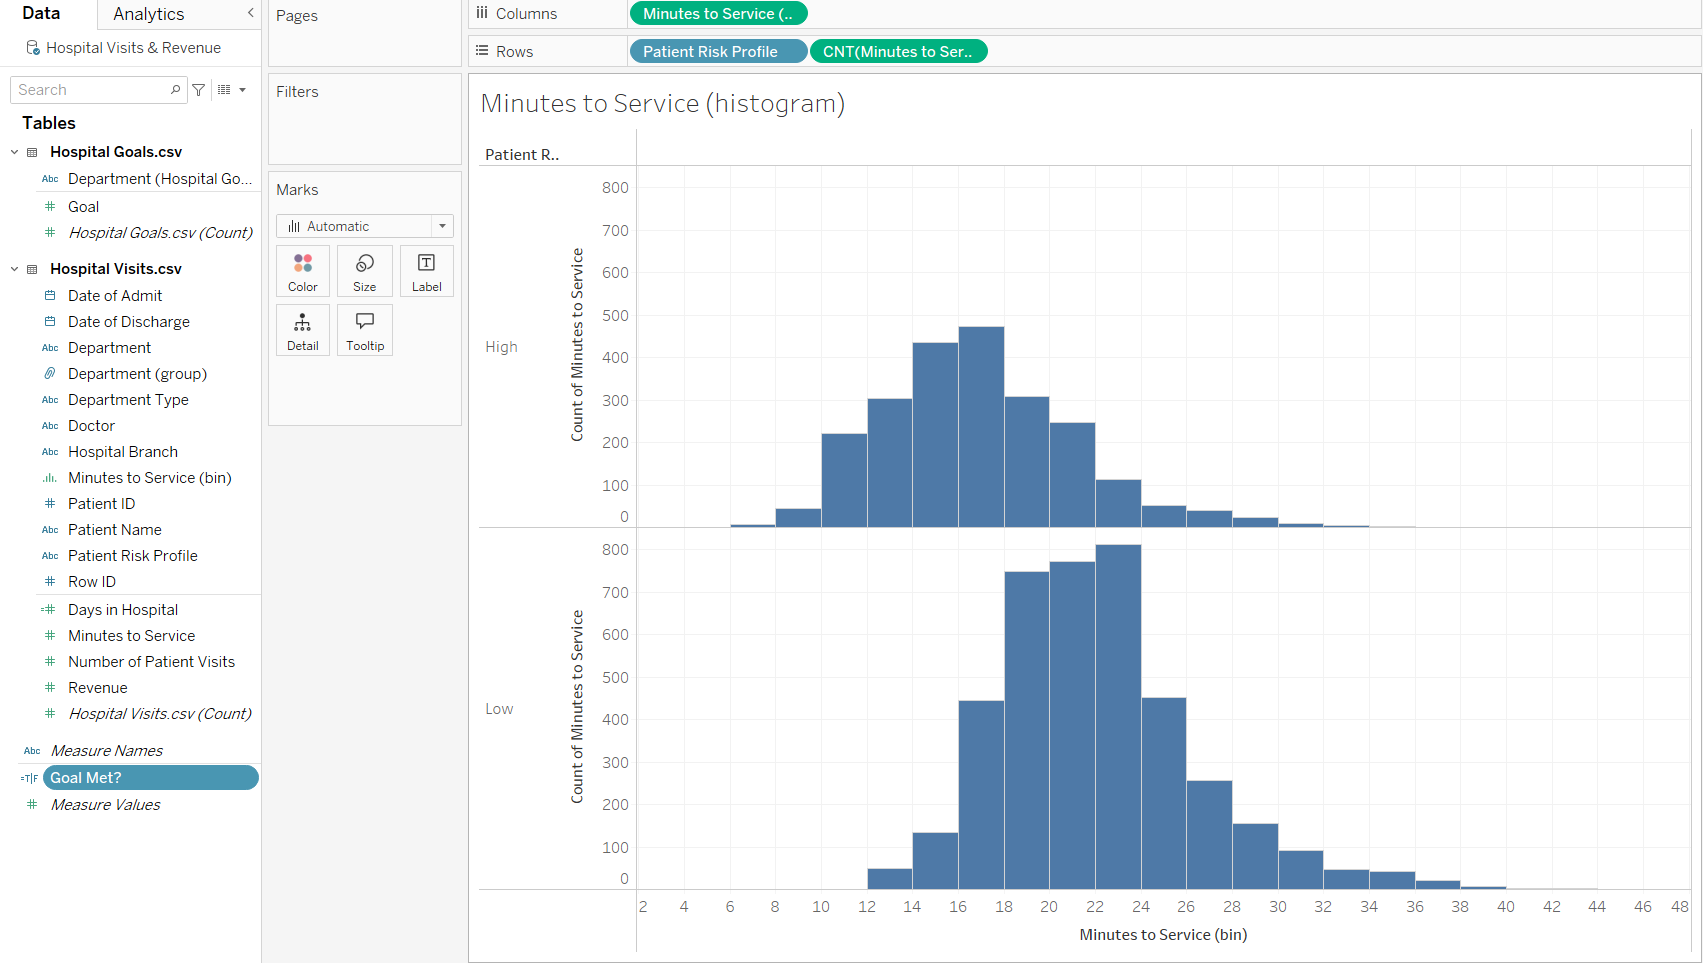 Data
Analytics
Hospital Visits & Revenue
Search
Tables
Hospital Goals.csv
Abc Department (Hospital Go...
Goal
Hospital Goals.csv (Count)
Hospital Visits.csv
Date of Admit
Date of Discharge
Abc Department
Department (group)
Abc Department Type
Abc Doctor
Abc Hospital Branch
Minutes to Service (bin)
# Patient ID
Abc Patient Name
Abc Patient Risk Profile
# Row ID
=# Days in Hospital
# Minutes to Service
# Number of Patient Visits
# Revenue
# Hospital Visits.csv (Count)
Abc Measure Names
=T|F Goal Met?
# Measure Values
Pages
Filters
Marks
Automatic
Color
Size
Label
Detail
Tooltip
Columns
Minutes to Service (..
Rows
Patient Risk Profile
CNT(Minutes to Ser..
Minutes to Service (histogram)
Patient R..
High
Count of Minutes to Service
800
700
600
500
400
300
200
100
0
Low
Count of Minutes to Service
800
700
600
500
400
300
200
100
0
2 4 6 8 10 12 14 16 18 20 22 24 26 28 30 32 34 36 38 40 42 44 46 48
Minutes to Service (bin)